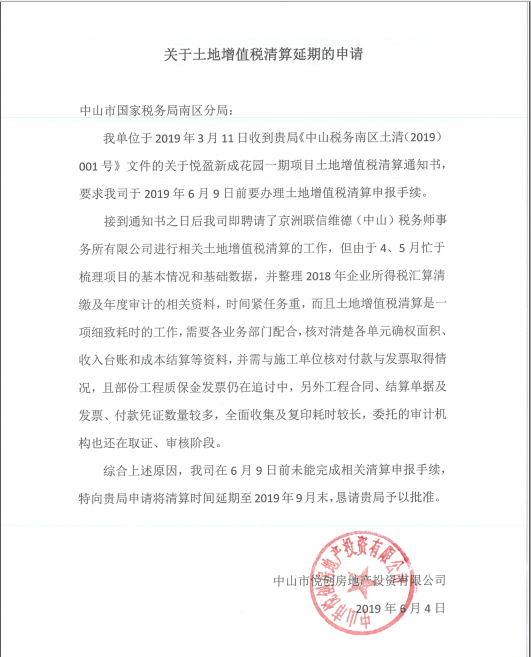 关于土地增值税清算延期的申请
中山市国家税务局南区分局：
我单位于 2019 年 3 月 11 日收到贵局《中山税务南区土清（2019）
001 号》文件的关于悦盈新成花园一期项目土地增值税清算通知书，
要求我司于 2019 年 6 月 9 日前要办理土地增值税清算申报手续。
接到通知书之日后我司即聘请了京洲联信维德（中山）税务师事
务所有限公司进行相关土地增值税清算的工作，但由于 4、5 月忙于
梳理项目的基本情况和基础数据，并整理 2018 年企业所得税汇算清
缴及年度审计的相关资料，时间紧任务重，而且土地增值税清算是一
项细致耗时的工作，需要各业务部门配合，核对清楚各单元确权面积、
收入台账和成本结算等资料，并需与施工单位核对付款与发票取得情
况，且部份工程质保金发票仍在追讨中，另外工程合同、结算单据及
发票、付款凭证数量较多，全面收集及复印耗时较长，委托的审计机
构也还在取证、审核阶段。
综合上述原因，我司在 6 月 9 日前未能完成相关清算申报手续，
特向贵局申请将清算时间延期至 2019 年 9 月末，恳请贵局予以批准。
中山市悦创房地产投资有限公司
中山市悦创房地产投资有限公司
2019 年 6 月 4 日